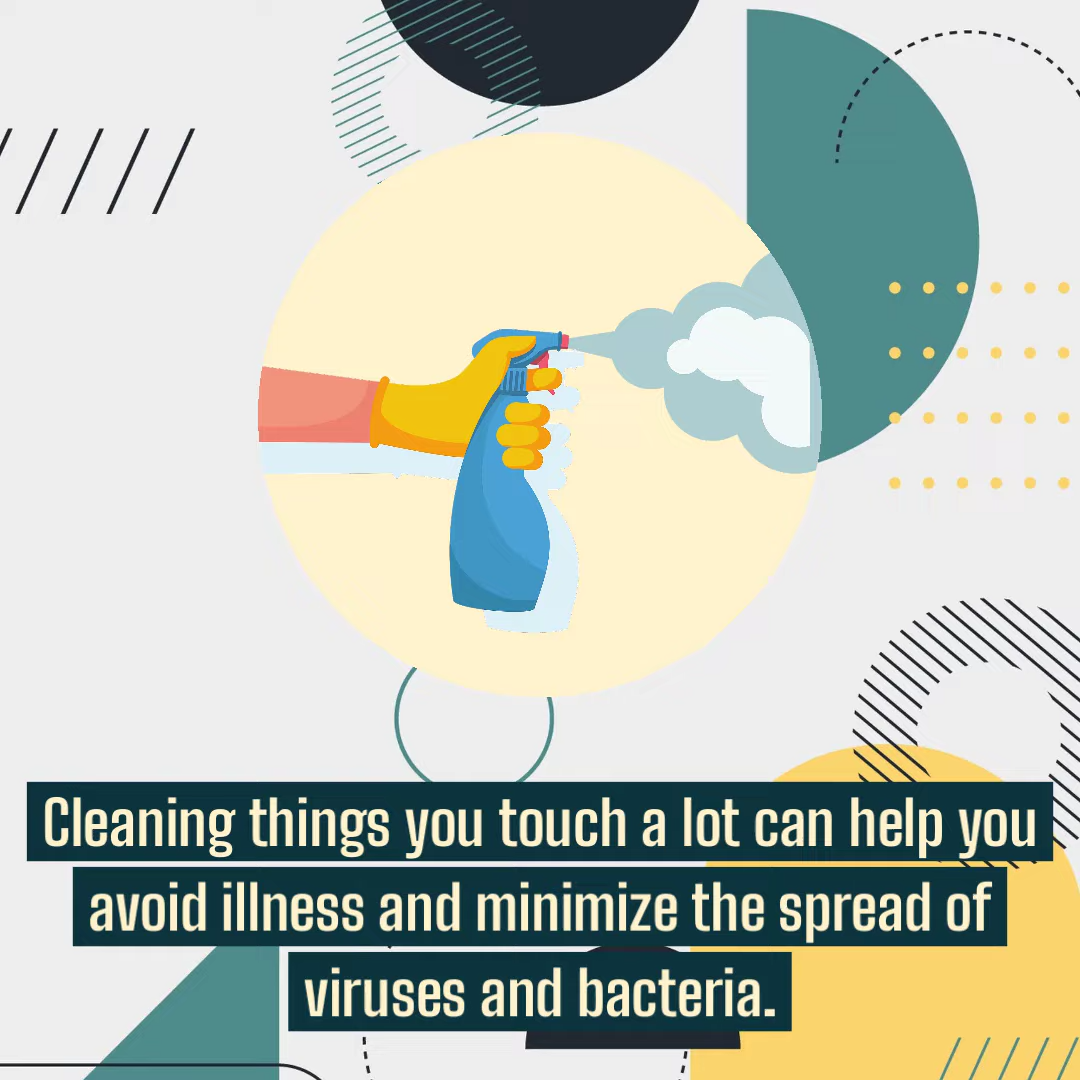 Cleaning things you touch a lot can help you
avoid illness and minimize the spread of
viruses and bacteria.